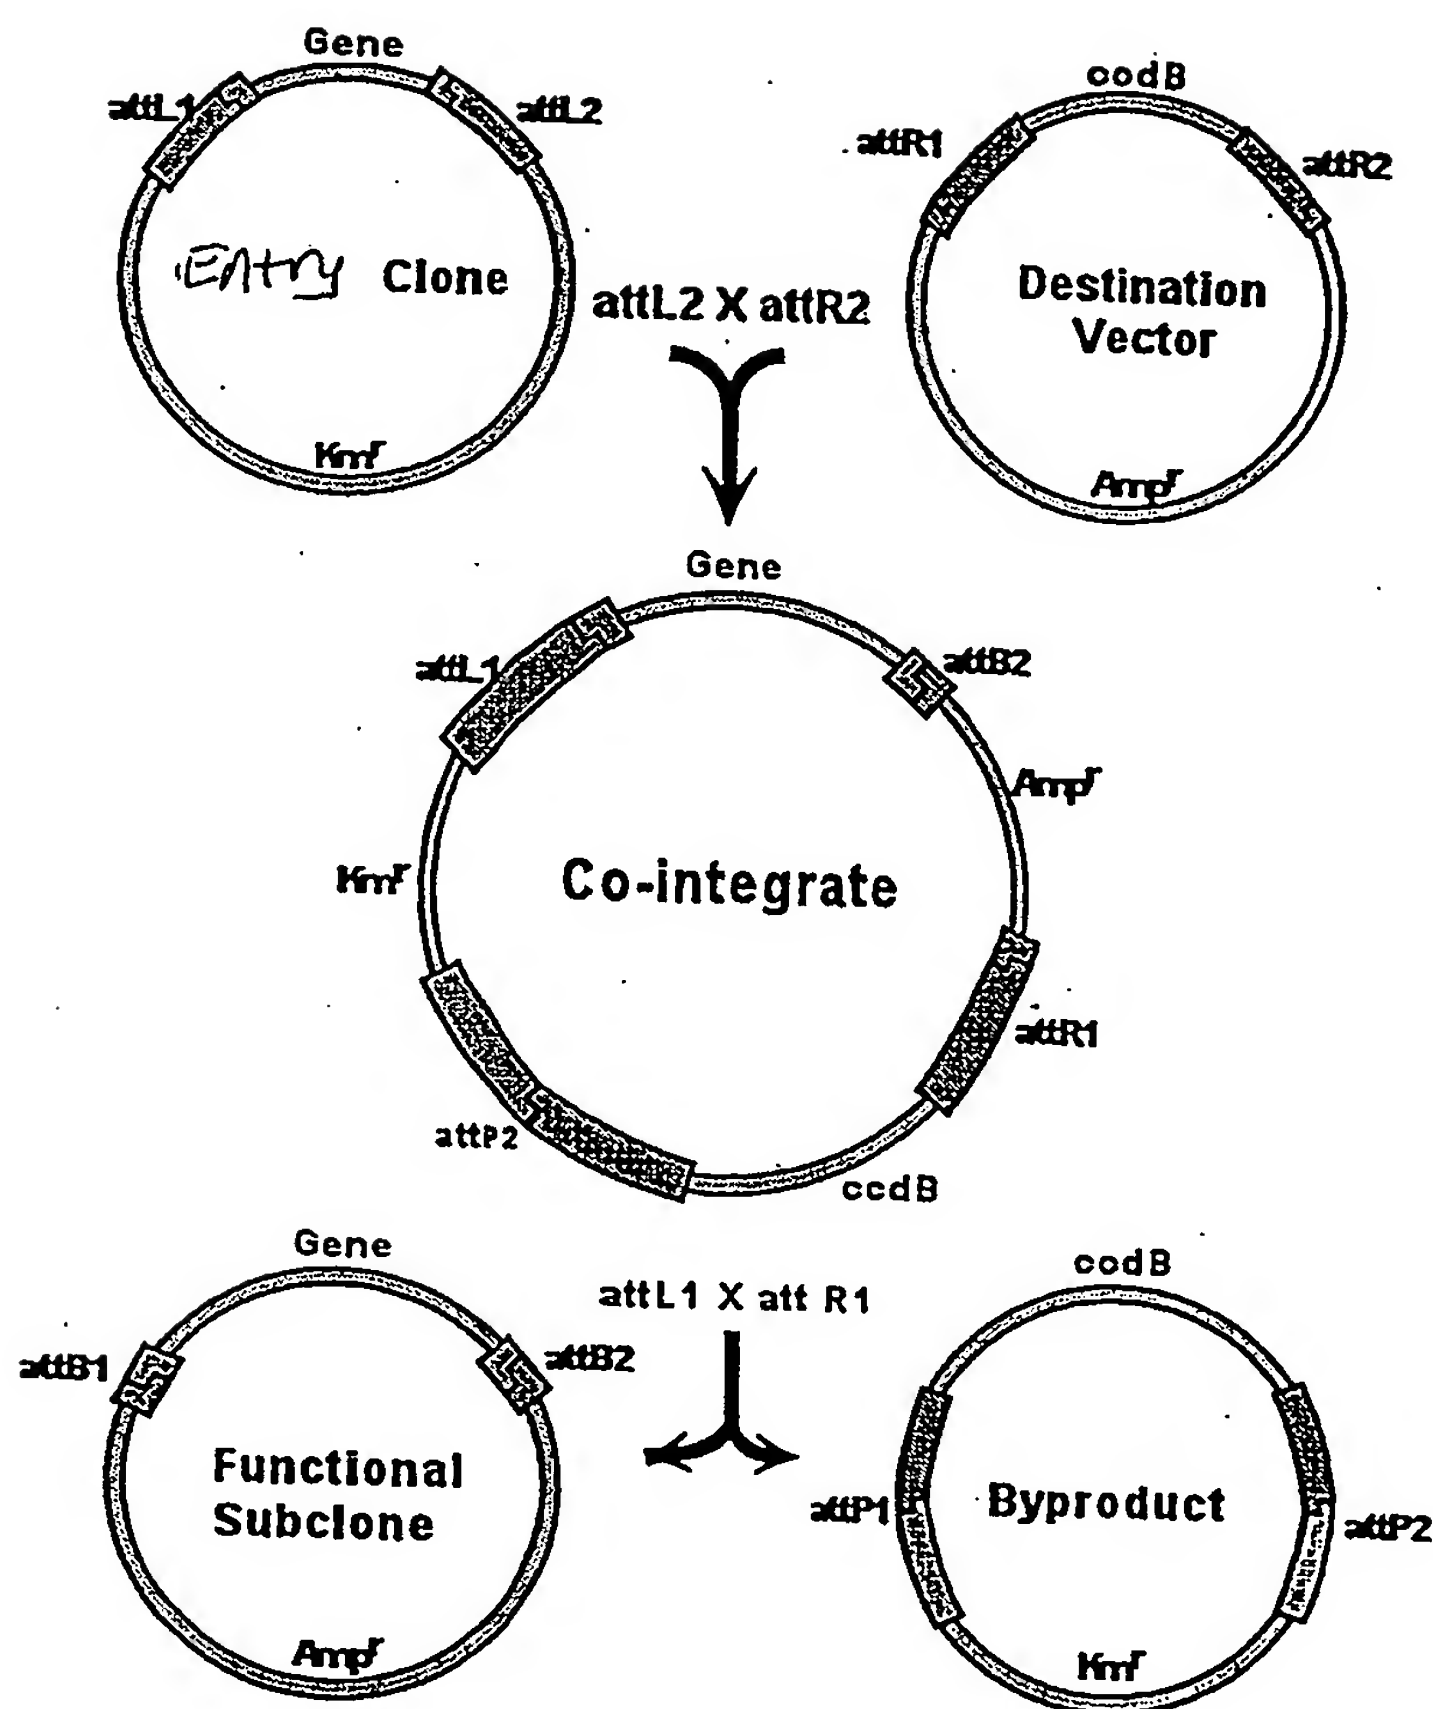 Gene
attL1
attL2
Entry Clone
Kmr
codB
attR1
attR2
Destination
Vector
Ampr
attL2 X attR2
Gene
attL1
attB2
Ampr
Kmr
Co-integrate
attR1
attP2
ccdB
attL1 X att R1
Gene
attB1
attB2
Functional
Subclone
Ampr
codB
attP1
Byproduct
attP2
Kmr